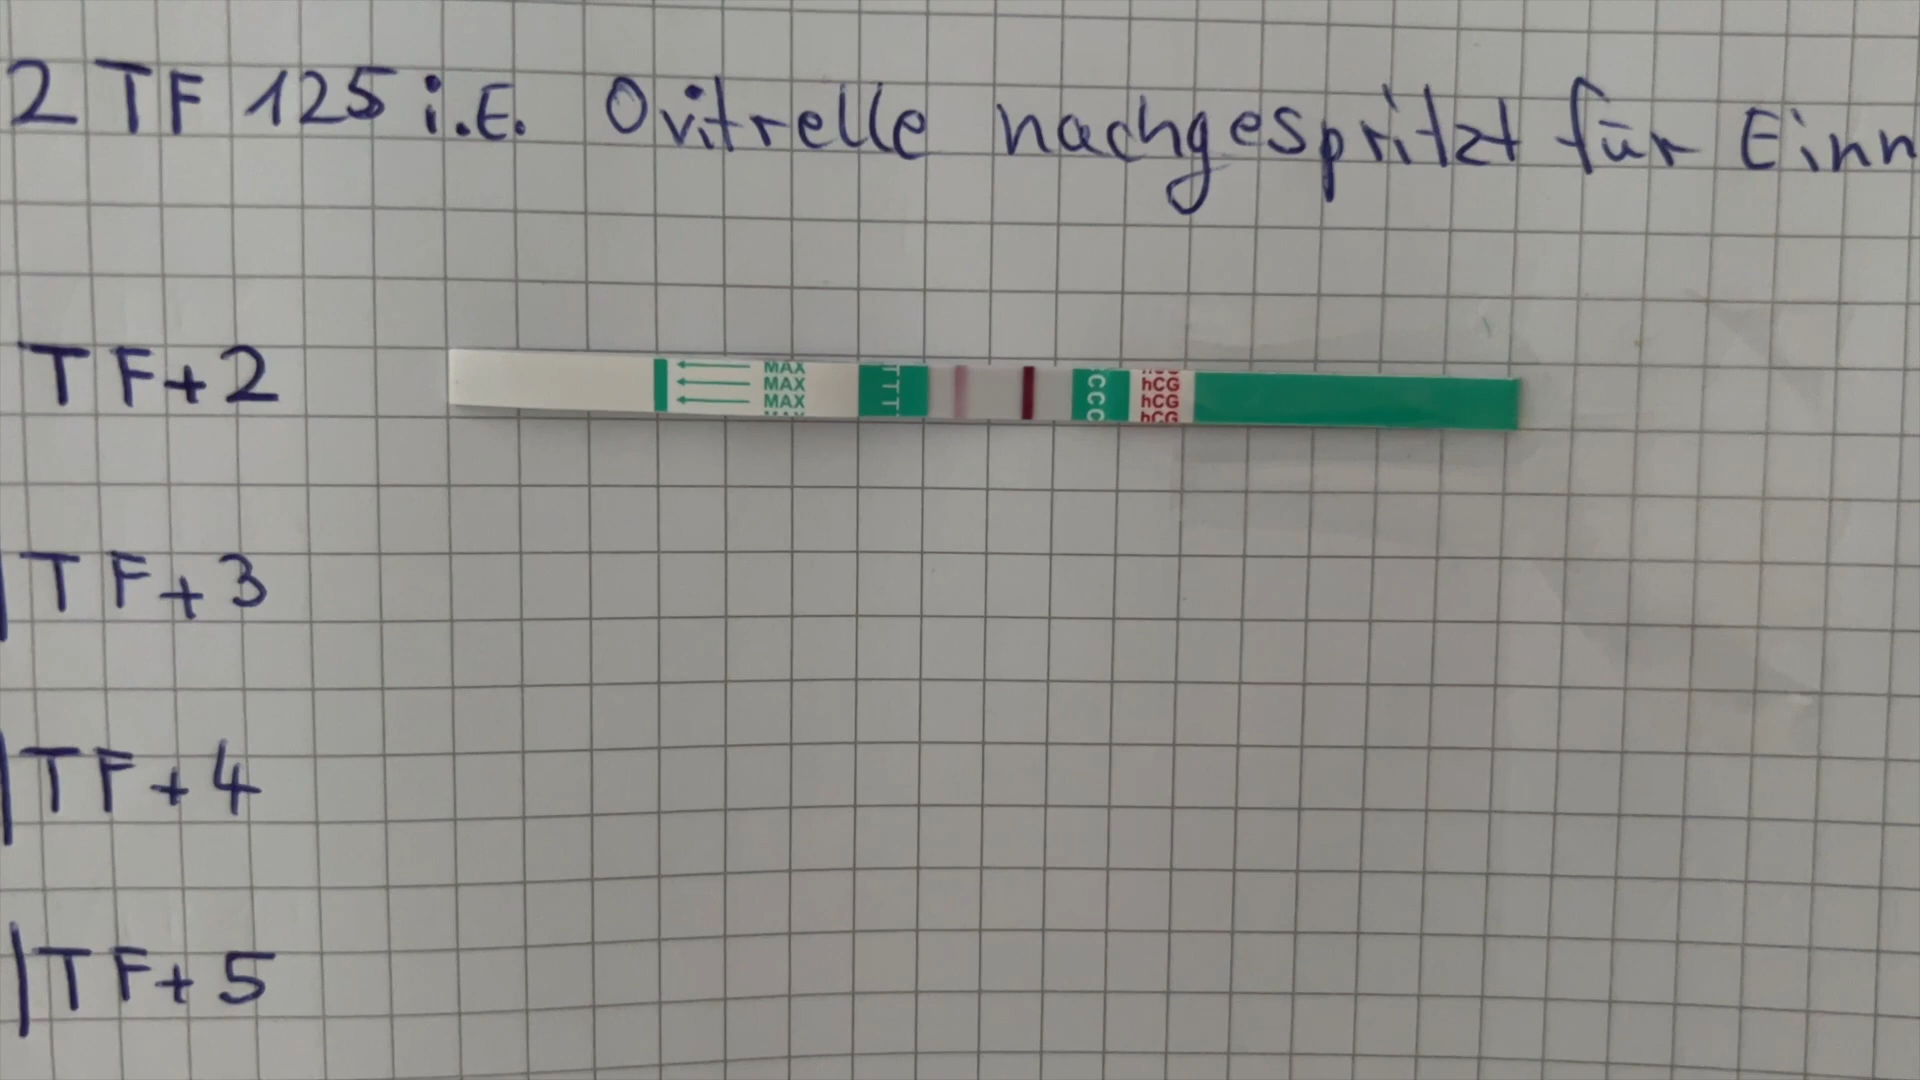 2 TF 125 i.E. Ovitrelle nachgespritzt für Einn
TF+2
MAX
MAX
MAX
TTT
CCC
hCG
hCG
hCG
TF+3
TF+4
TF+5